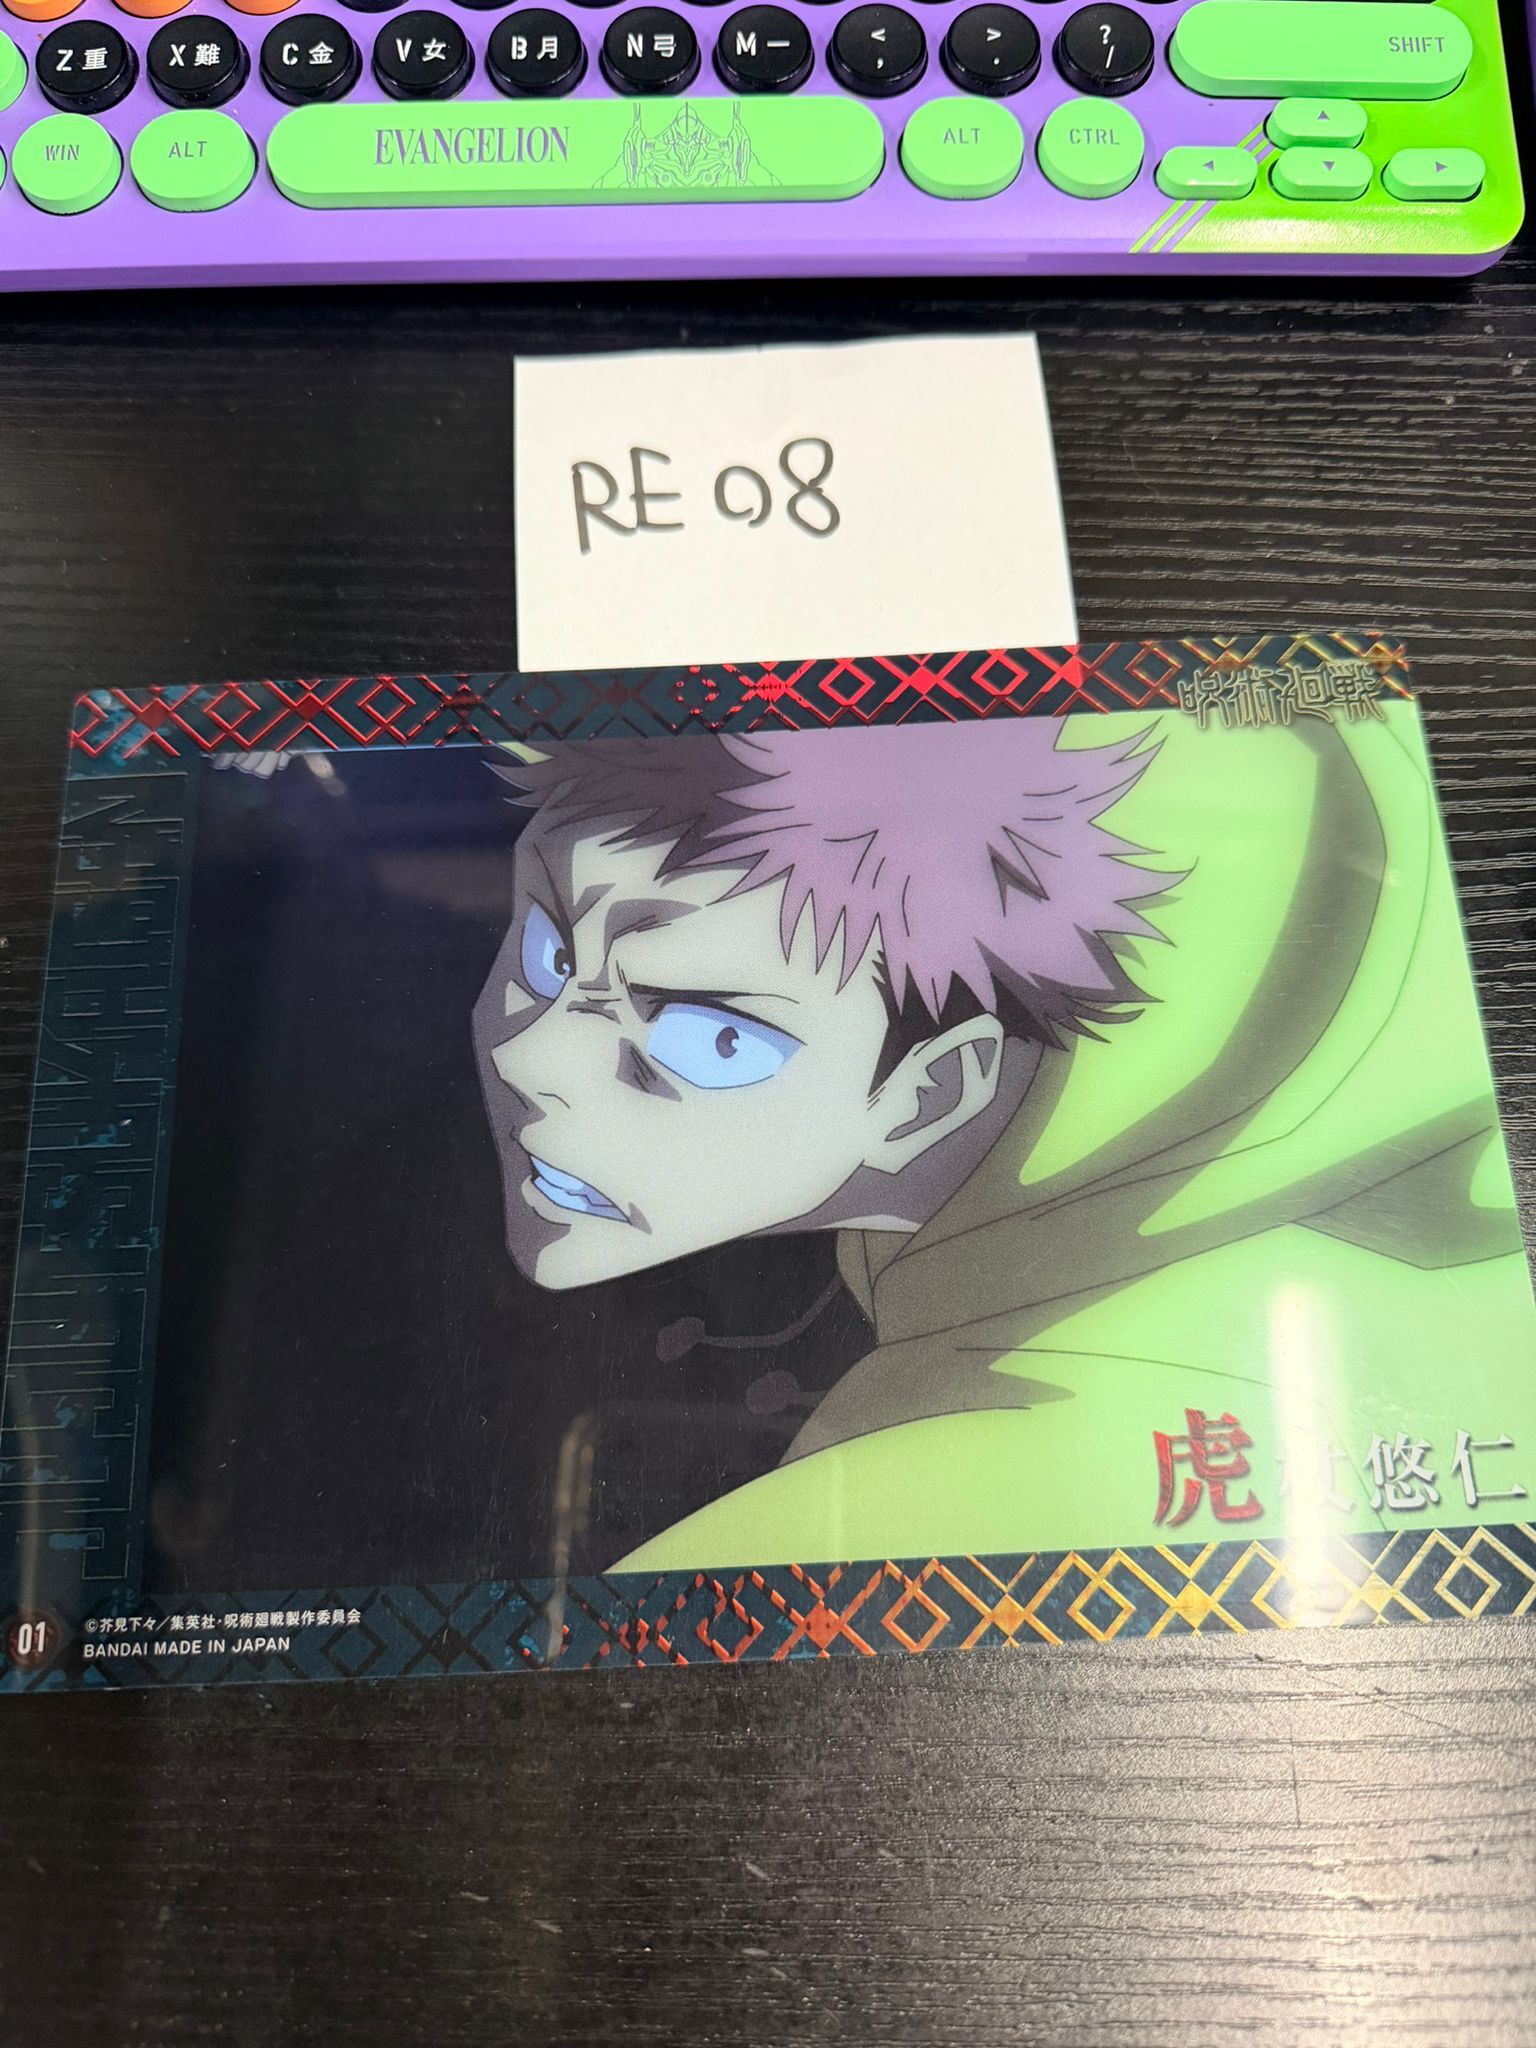 Z 重 X 難 C 金 V 女 B 月 N 弓 M 一 < , > . ? / SHIFT
WIN ALT EVANGELION ALT CTRL
RE 08
呪術廻戦
虎杖悠仁
01
©芥見下々／集英社・呪術廻戦製作委員会
BANDAI MADE IN JAPAN